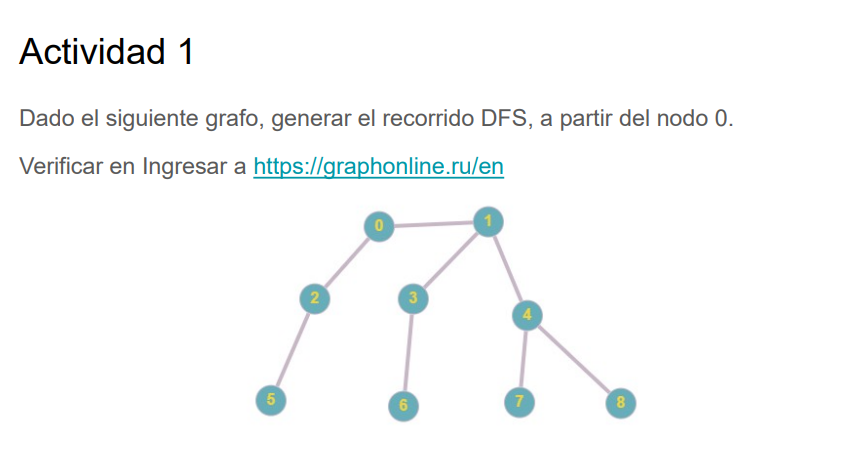 Actividad 1
Dado el siguiente grafo, generar el recorrido DFS, a partir del nodo 0.
Verificar en Ingresar a https://graphonline.ru/en
0 1
2 3 4
5 6 7 8